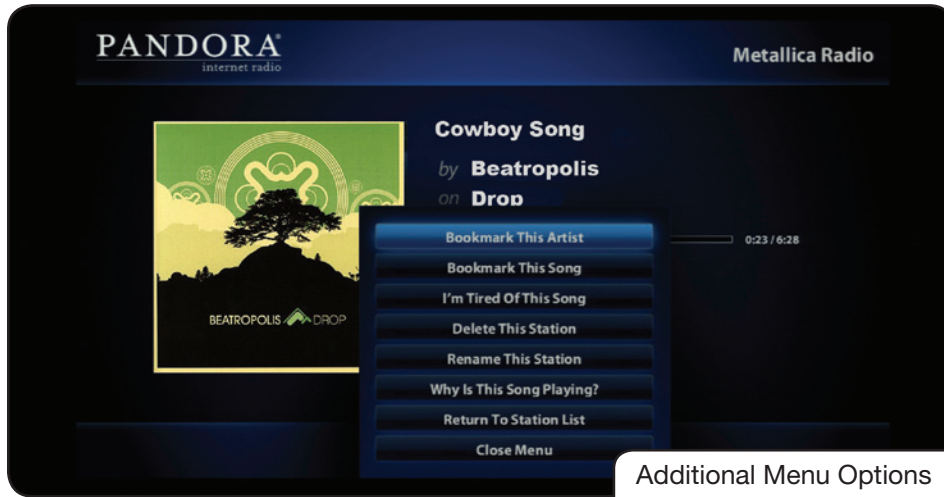 PANDORA®
internet radio
Metallica Radio
Cowboy Song
by Beatropolis
on Drop
0:23 / 6:28
BEATROPOLIS DROP
Bookmark This Artist
Bookmark This Song
I'm Tired Of This Song
Delete This Station
Rename This Station
Why Is This Song Playing?
Return To Station List
Close Menu
Additional Menu Options